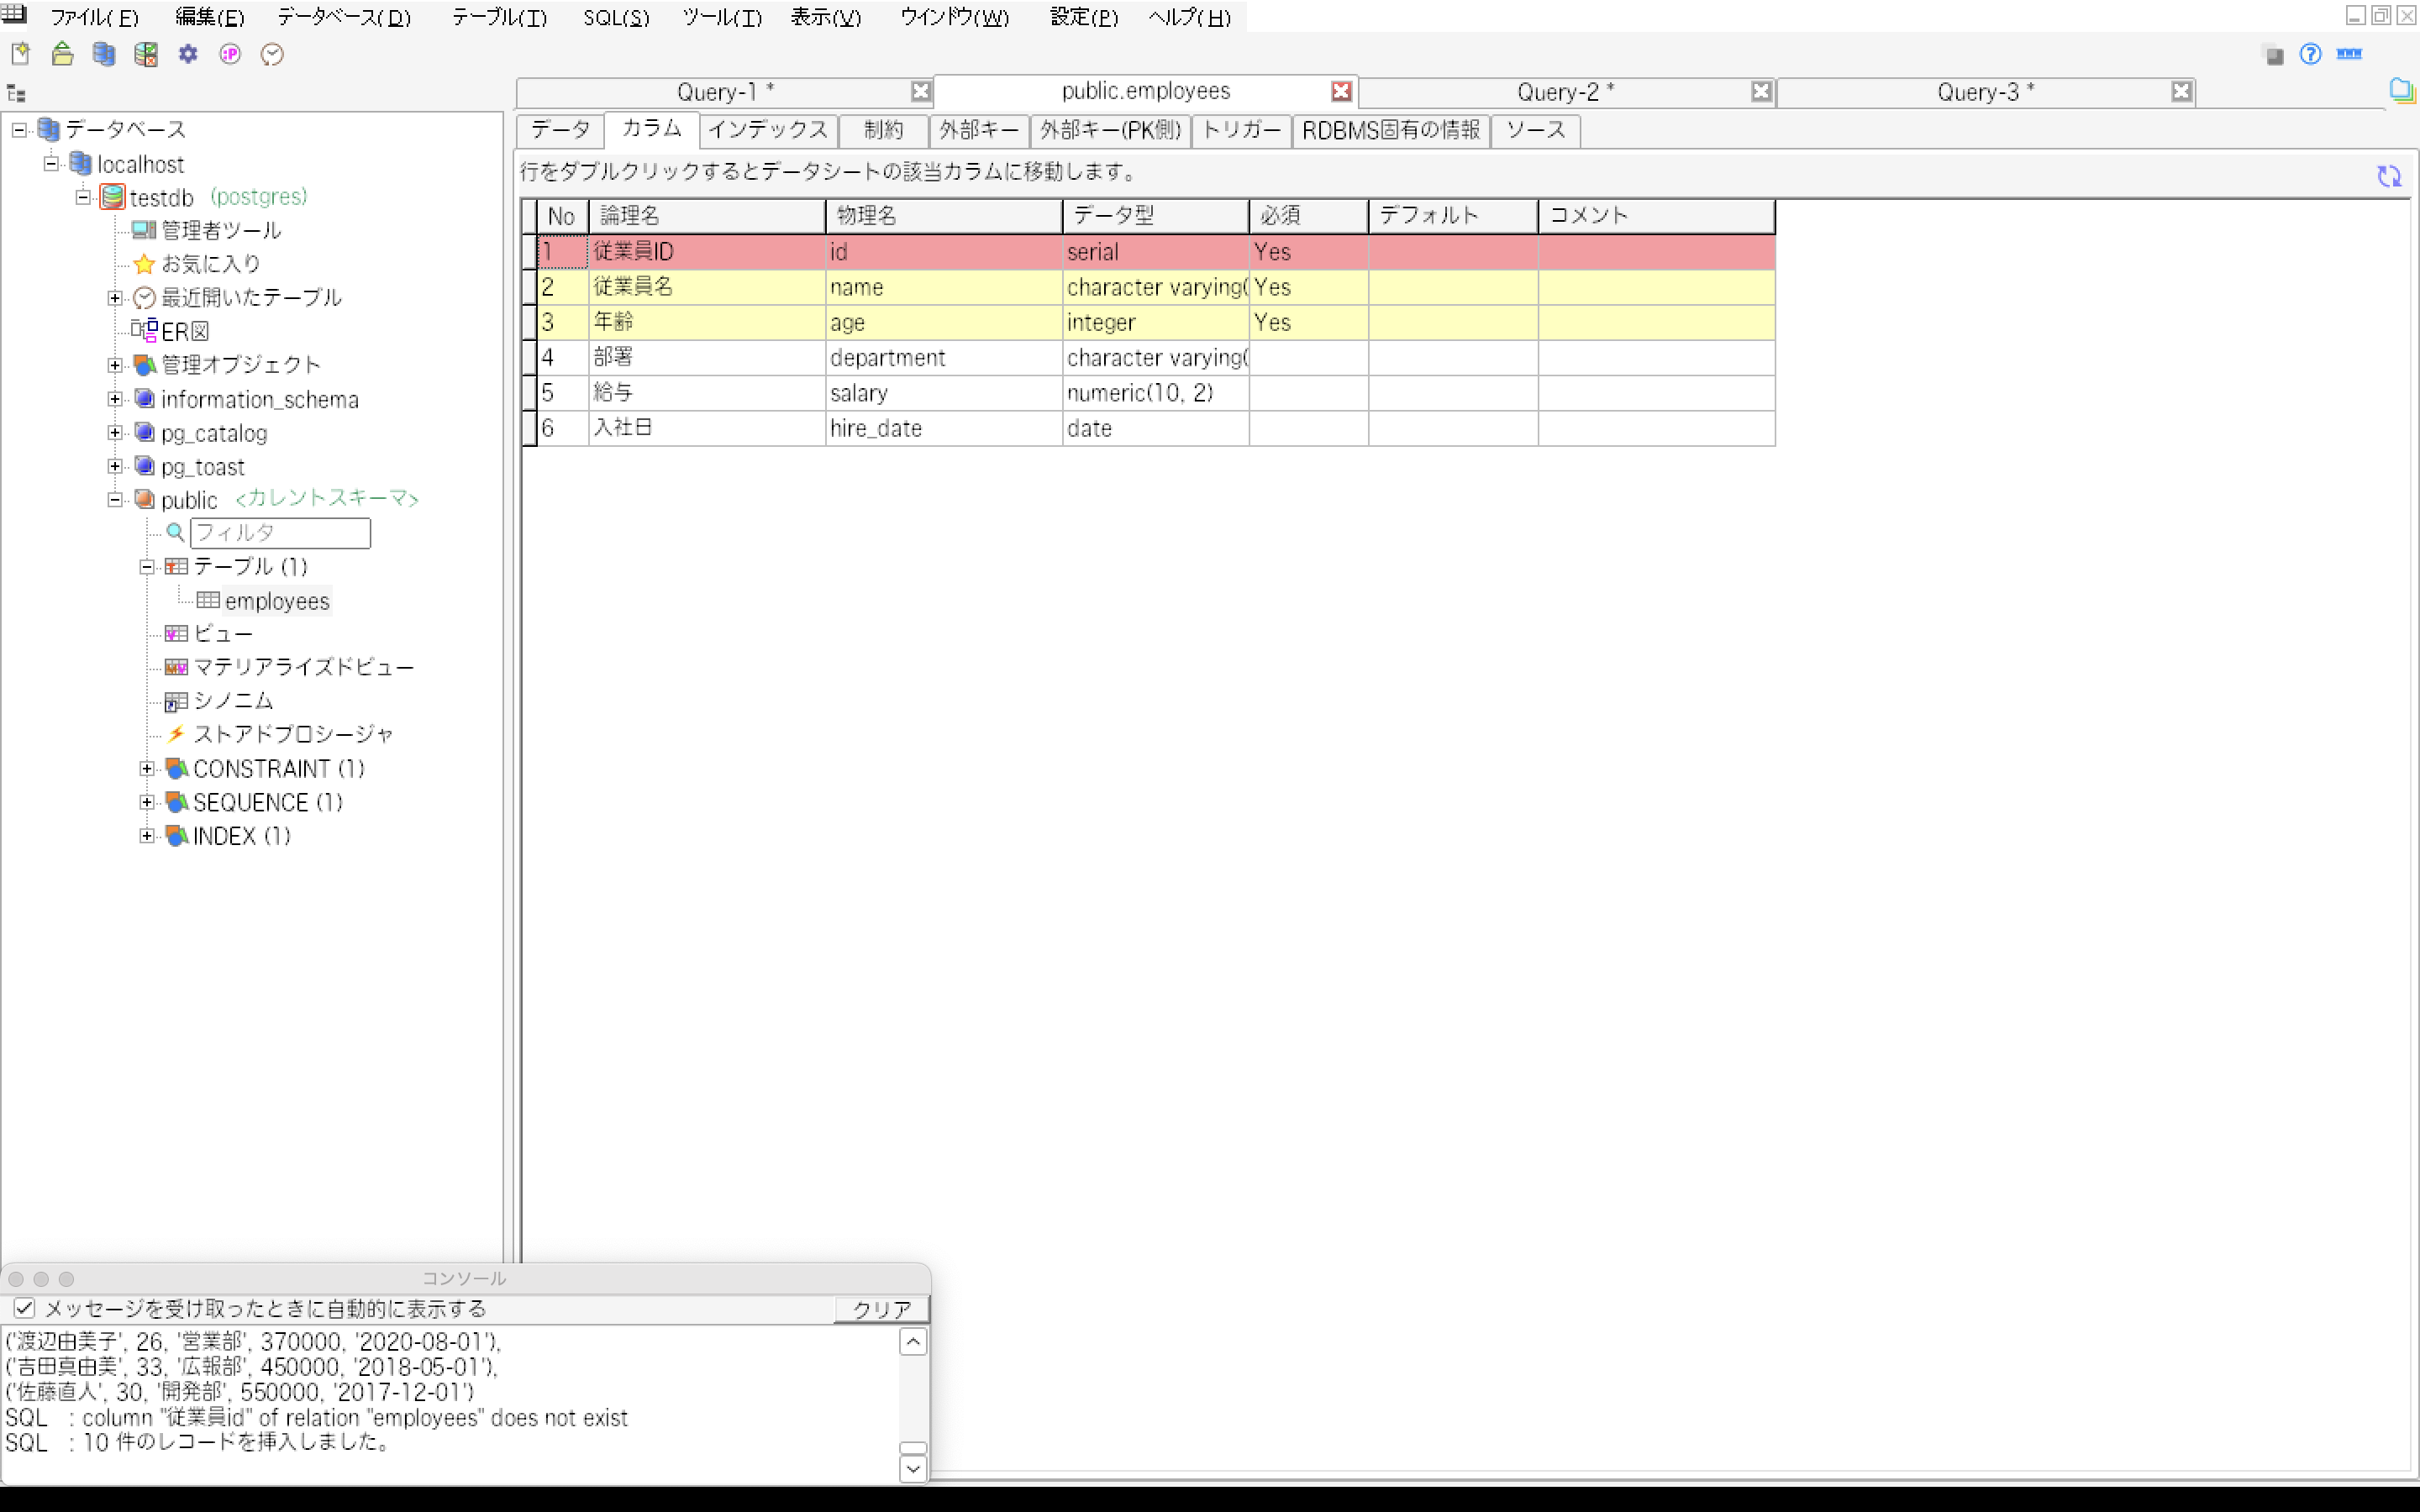 ファイル(F) 編集(E) データベース(D) テーブル(T) SQL(S) ツール(T) 表示(V) ウインドウ(W) 設定(P) ヘルプ(H)
Query-1 * public.employees Query-2 * Query-3 *
データ カラム インデックス 制約 外部キー 外部キー(PK側) トリガー RDBMS固有の情報 ソース
行をダブルクリックするとデータシートの該当カラムに移動します。
データベース
localhost
testdb (postgres)
管理者ツール
お気に入り
最近開いたテーブル
ER図
管理オブジェクト
information_schema
pg_catalog
pg_toast
public <カレントスキーマ>
フィルタ
テーブル (1)
employees
ビュー
マテリアライズドビュー
シノニム
ストアドプロシージャ
CONSTRAINT (1)
SEQUENCE (1)
INDEX (1)
No 論理名 物理名 データ型 必須 デフォルト コメント
1 従業員ID id serial Yes
2 従業員名 name character varying( Yes
3 年齢 age integer Yes
4 部署 department character varying(
5 給与 salary numeric(10, 2)
6 入社日 hire_date date
コンソール
メッセージを受け取ったときに自動的に表示する クリア
('渡辺由美子', 26, '営業部', 370000, '2020-08-01'),
('吉田真由美', 33, '広報部', 450000, '2018-05-01'),
('佐藤直人', 30, '開発部', 550000, '2017-12-01')
SQL : column "従業員id" of relation "employees" does not exist
SQL : 10 件のレコードを挿入しました。